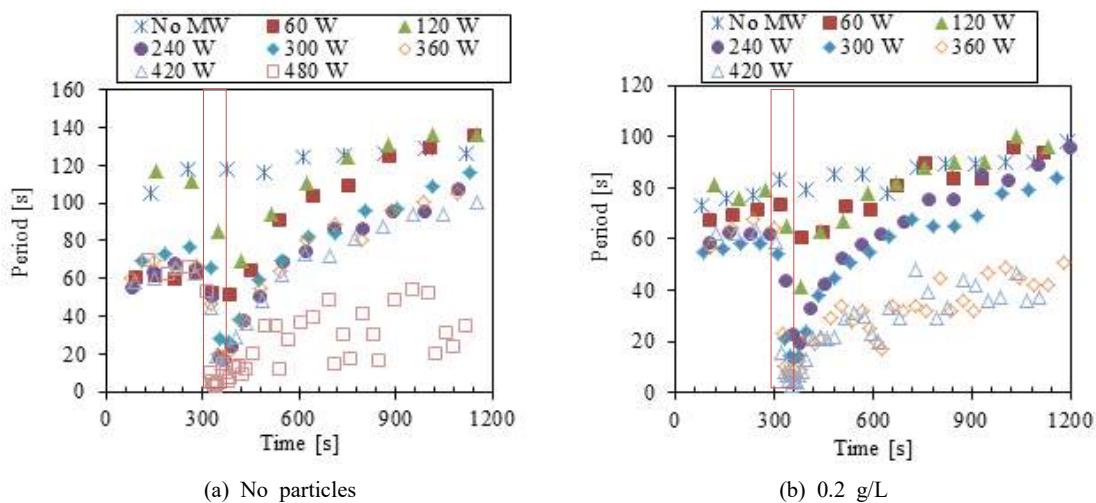 No MW 60 W 120 W
240 W 300 W 360 W
420 W 480 W
160
140
120
100
80
60
40
20
0
Period [s]
0 300 600 900 1200
Time [s]
(a) No particles
No MW 60 W 120 W
240 W 300 W 360 W
420 W
120
100
80
60
40
20
0
Period [s]
0 300 600 900 1200
Time [s]
(b) 0.2 g/L